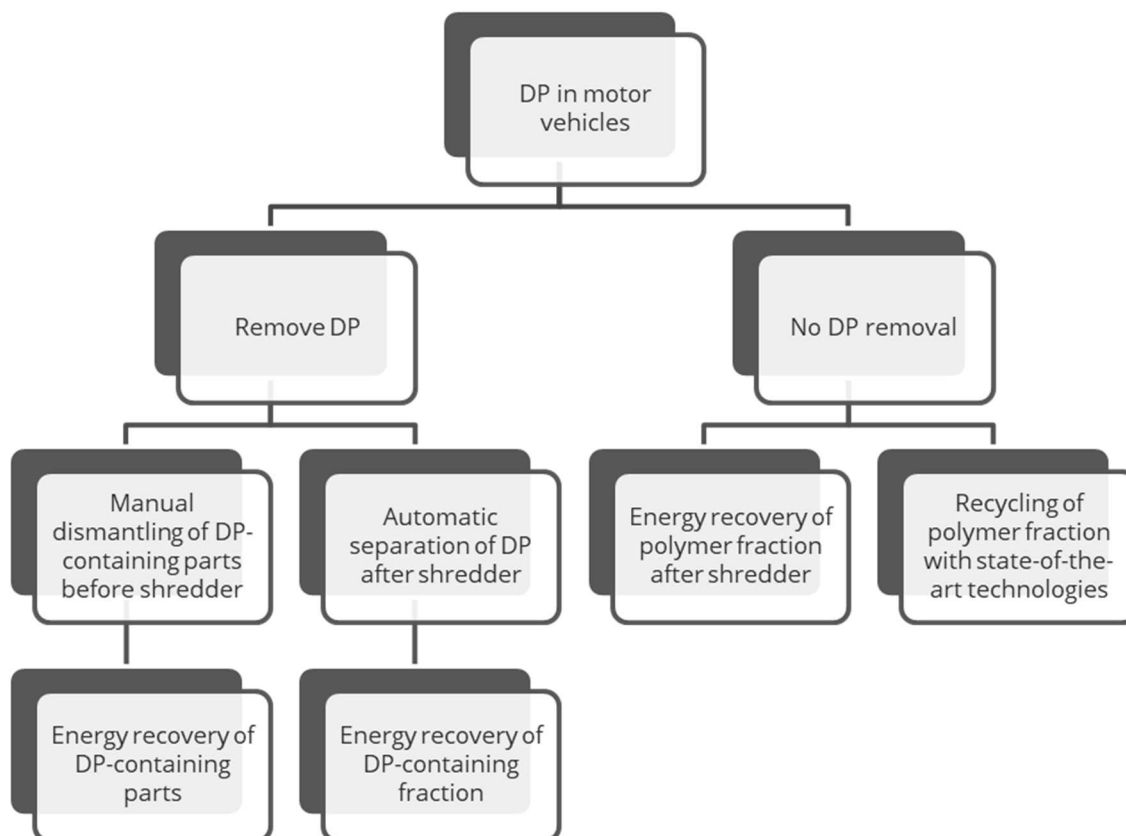 DP in motor
vehicles
Remove DP
No DP removal
Manual
dismantling of DP-
containing parts
before shredder
Automatic
separation of DP
after shredder
Energy recovery of
polymer fraction
after shredder
Recycling of
polymer fraction
with state-of-the-
art technologies
Energy recovery of
DP-containing
parts
Energy recovery of
DP-containing
fraction